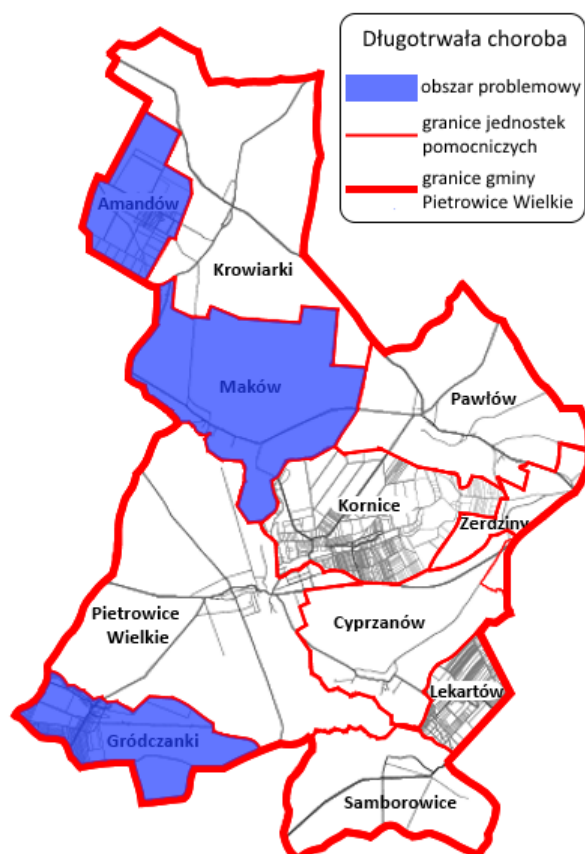 Długotrwała choroba
obszar problemowy
granice jednostek
pomocniczych
granice gminy
Pietrowice Wielkie
Amandów
Krowiarki
Maków
Pawłów
Kornice
Żerdziny
Pietrowice
Wielkie
Cyprzanów
Lekartów
Gródczanki
Samborowice